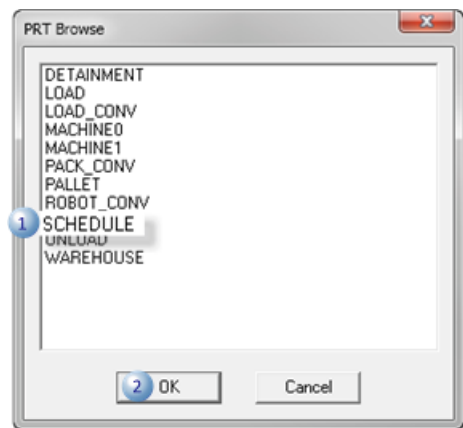 PRT Browse
DETAINMENT
LOAD
LOAD_CONV
MACHINE0
MACHINE1
PACK_CONV
PALLET
ROBOT_CONV
1 SCHEDULE
UNLOAD
WAREHOUSE
2 OK Cancel